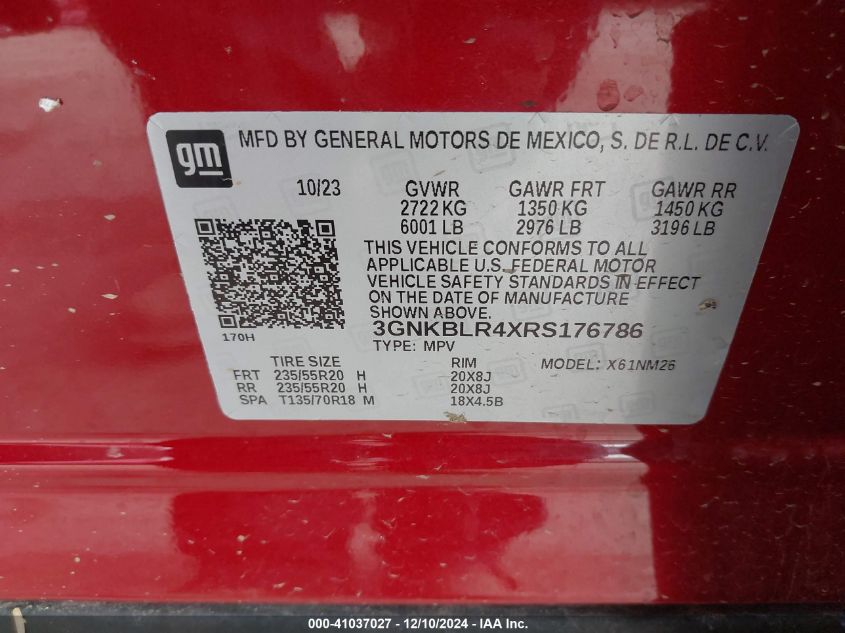 gm
MFD BY GENERAL MOTORS DE MEXICO, S. DE R.L. DE C.V.
10/23 GVWR GAWR FRT GAWR RR
2722 KG 1350 KG 1450 KG
6001 LB 2976 LB 3196 LB
THIS VEHICLE CONFORMS TO ALL
APPLICABLE U.S. FEDERAL MOTOR
VEHICLE SAFETY STANDARDS IN EFFECT
ON THE DATE OF MANUFACTURE
SHOWN ABOVE.
3GNKBLR4XRS176786
170H
TYPE: MPV
TIRE SIZE RIM MODEL: X61NM26
FRT 235/55R20 H 20X8J
RR 235/55R20 H 20X8J
SPA T135/70R18 M 18X4.5B
000-41037027 - 12/10/2024 - IAA Inc.